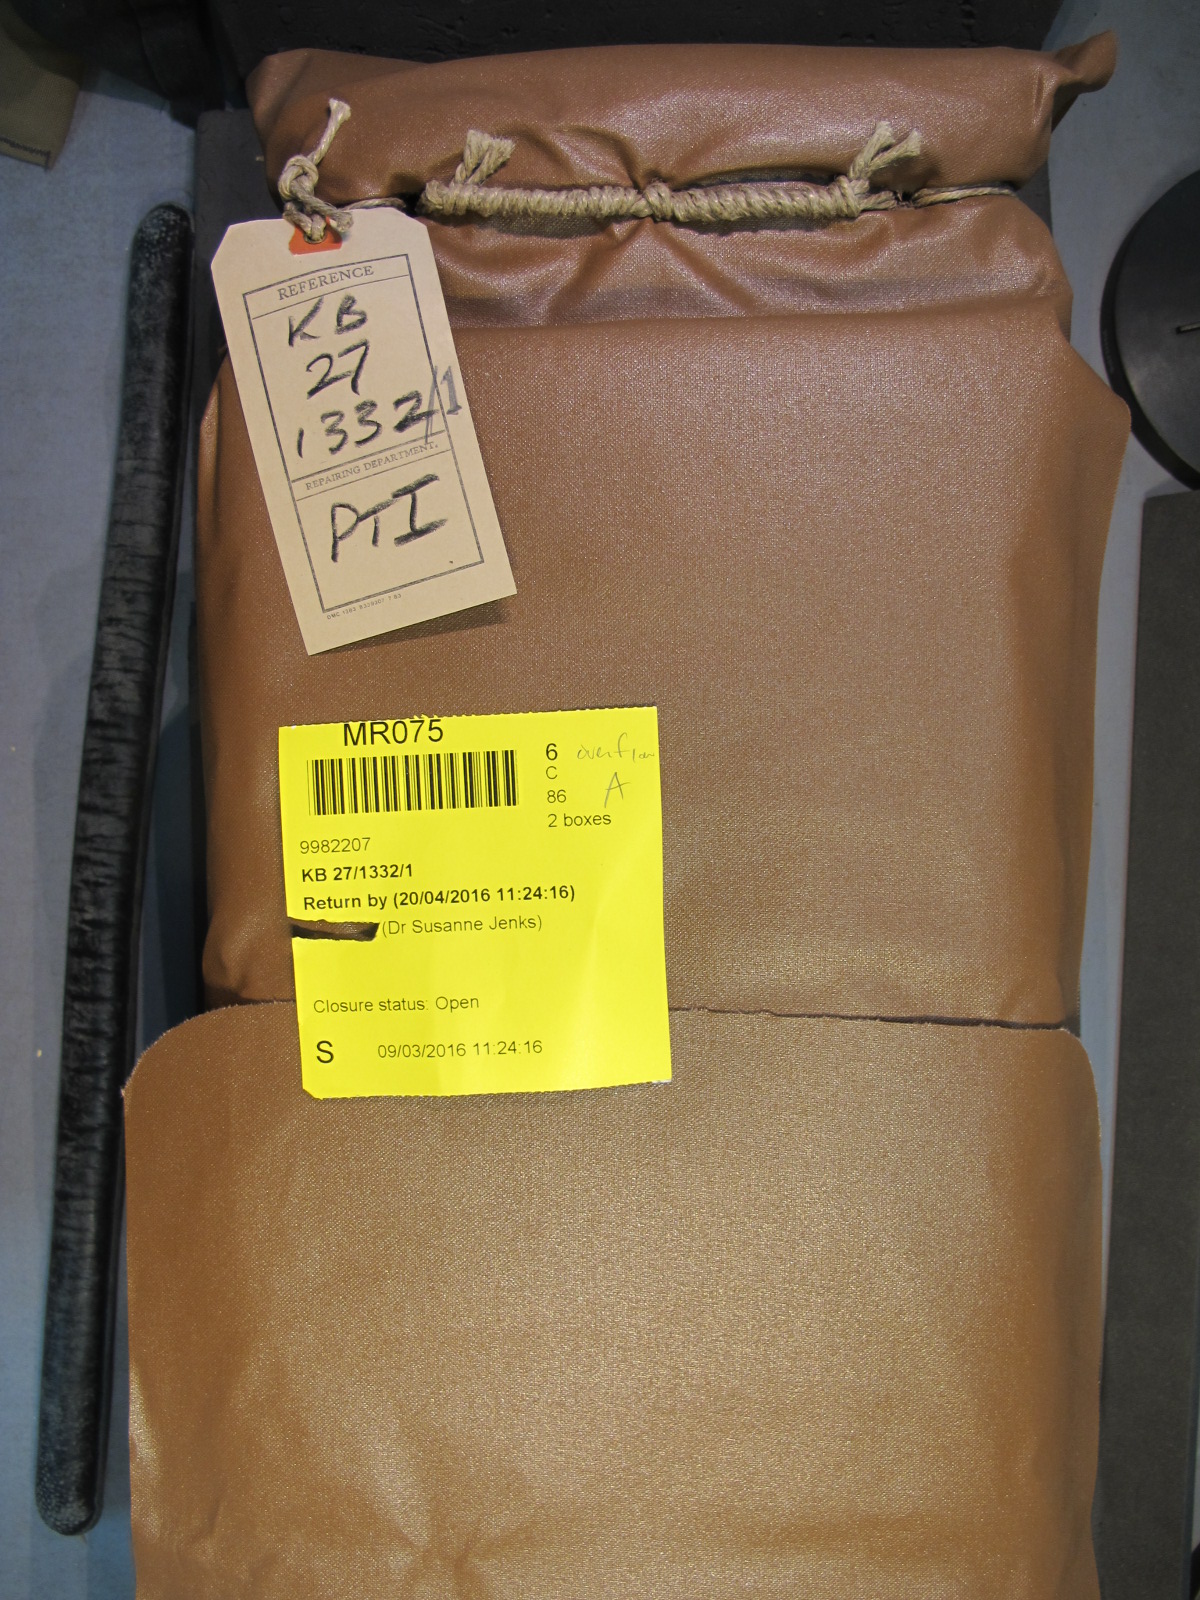 REFERENCE
KB
27
1332/1
REPAIRING DEPARTMENT.
PTI
MR075
6 overflow
C
86 A
2 boxes
9982207
KB 27/1332/1
Return by (20/04/2016 11:24:16)
(Dr Susanne Jenks)
Closure status: Open
S 09/03/2016 11:24:16